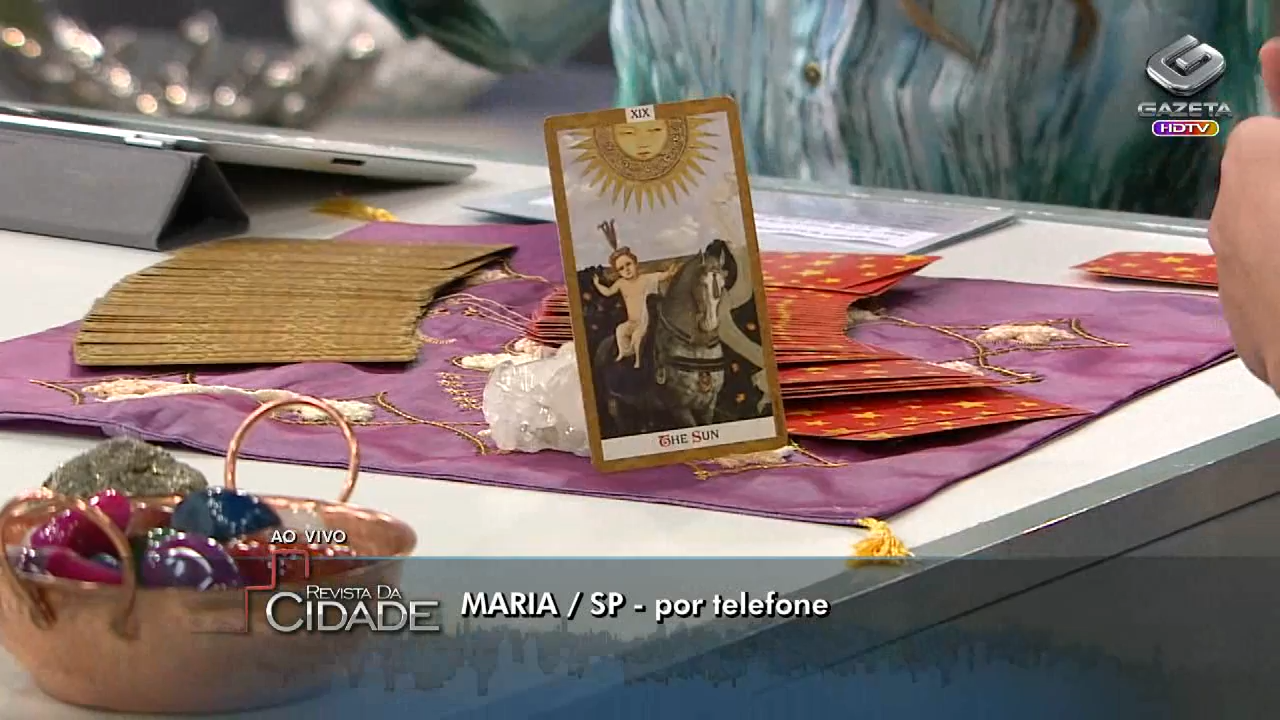 GAZETA
HDTV
XIX
THE SUN
AO VIVO
REVISTA DA
CIDADE
MARIA / SP - por telefone